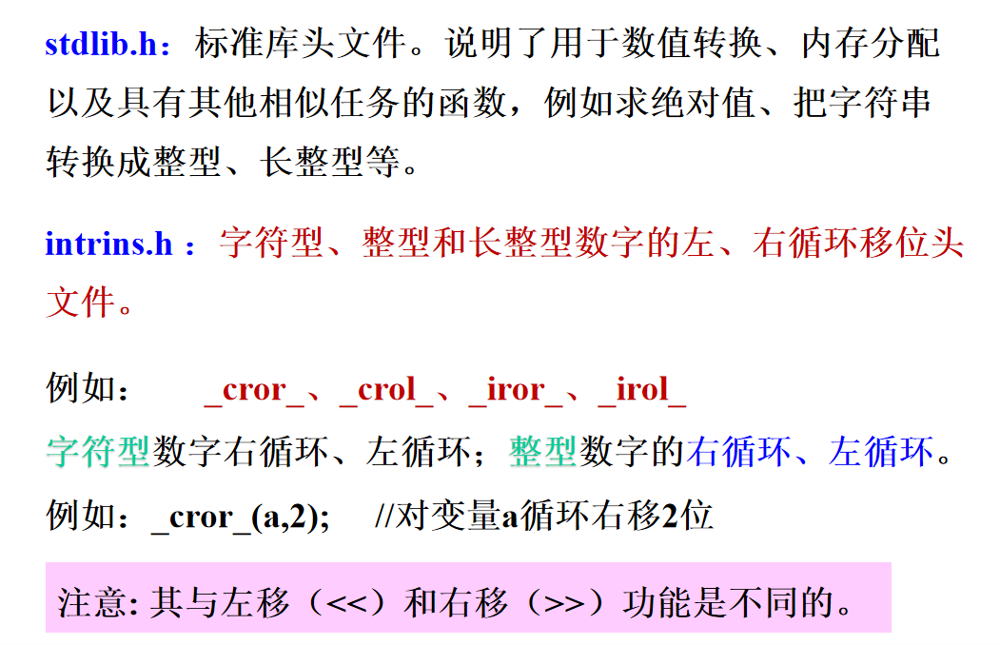 stdlib.h：标准库头文件。说明了用于数值转换、内存分配
以及具有其他相似任务的函数，例如求绝对值、把字符串
转换成整型、长整型等。
intrins.h ：字符型、整型和长整型数字的左、右循环移位头
文件。
例如： _cror_、_crol_、_iror_、_irol_
字符型数字右循环、左循环；整型数字的右循环、左循环。
例如：_cror_(a,2); //对变量a循环右移2位
注意: 其与左移（<<）和右移（>>）功能是不同的。